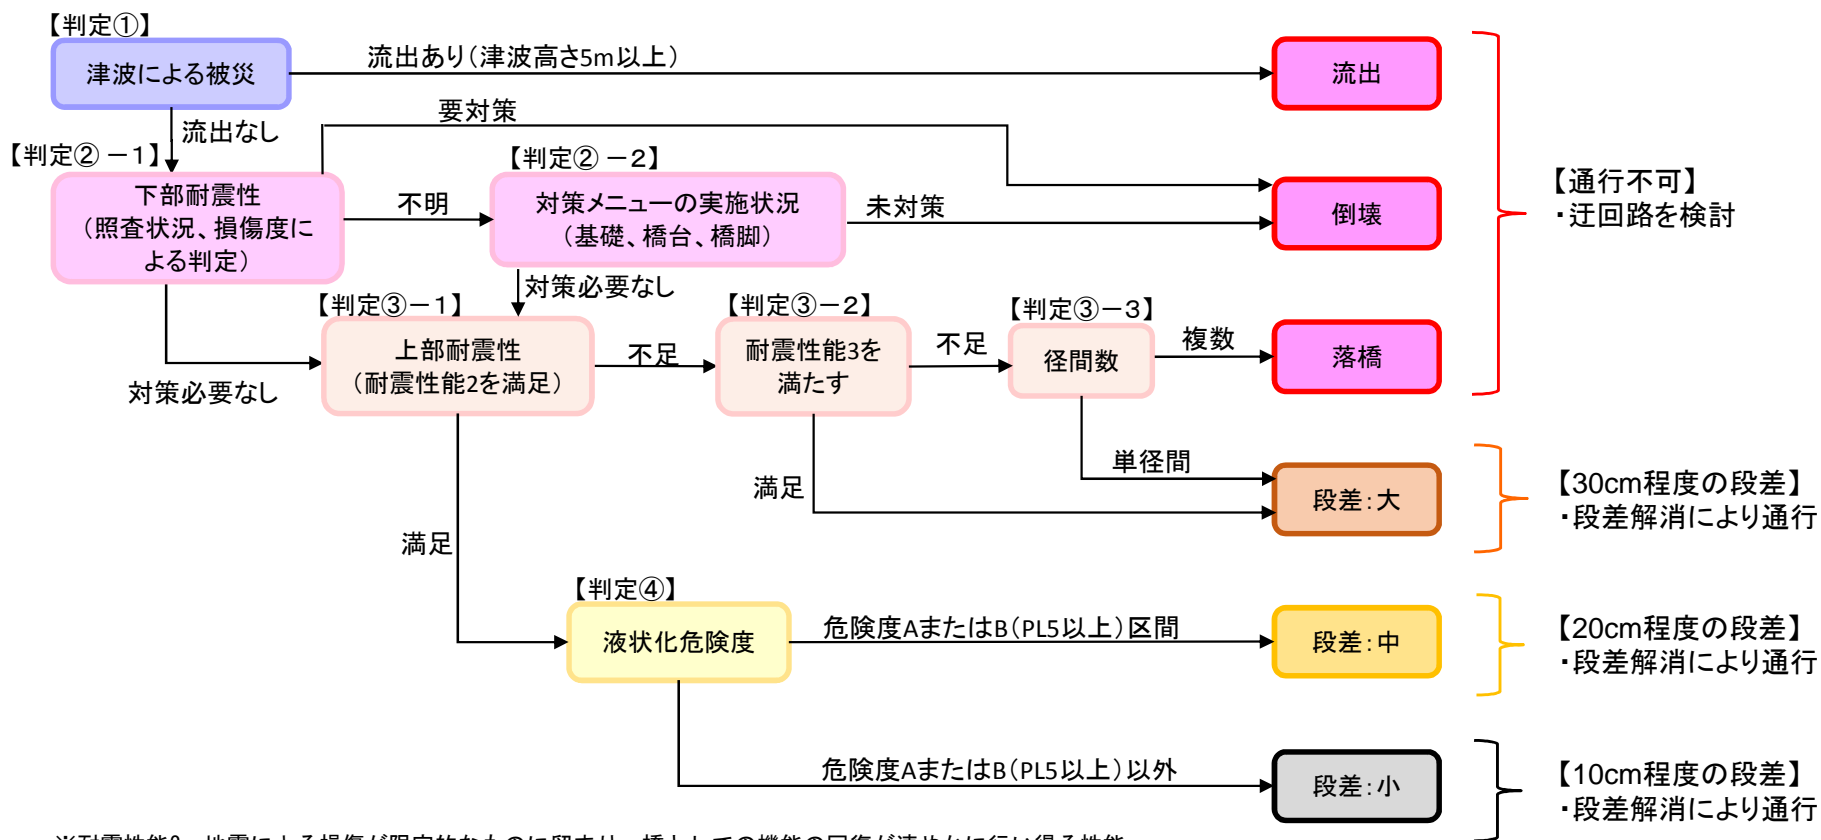 【判定①】
津波による被災
流出あり（津波高さ5m以上）
流出
流出なし
要対策
【判定②－1】
下部耐震性
（照査状況、損傷度に
よる判定）
不明
【判定②－2】
対策メニューの実施状況
（基礎、橋台、橋脚）
未対策
倒壊
【通行不可】
・迂回路を検討
対策必要なし
対策必要なし
【判定③－1】
上部耐震性
（耐震性能2を満足）
不足
【判定③－2】
耐震性能3を
満たす
不足
【判定③－3】
径間数
複数
落橋
単径間
満足
段差：大
【30cm程度の段差】
・段差解消により通行
満足
【判定④】
液状化危険度
危険度AまたはB（PL5以上）区間
段差：中
【20cm程度の段差】
・段差解消により通行
危険度AまたはB（PL5以上）以外
段差：小
【10cm程度の段差】
・段差解消により通行